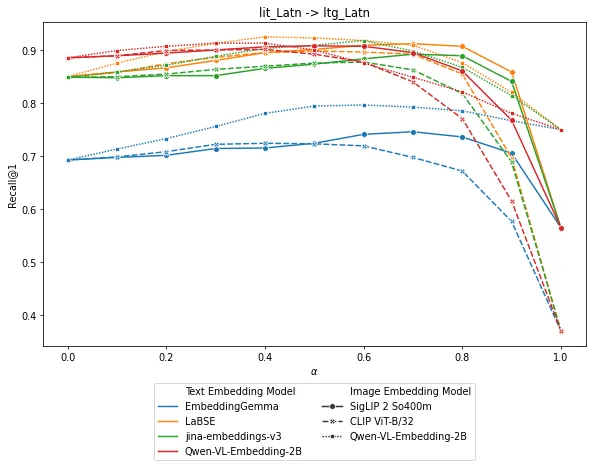 lit_Latn -> ltg_Latn
Recall@1
0.9
0.8
0.7
0.6
0.5
0.4
0.0
0.2
0.4
0.6
0.8
1.0
α
Text Embedding Model
EmbeddingGemma
LaBSE
jina-embeddings-v3
Qwen-VL-Embedding-2B
Image Embedding Model
SigLIP 2 So400m
CLIP ViT-B/32
Qwen-VL-Embedding-2B